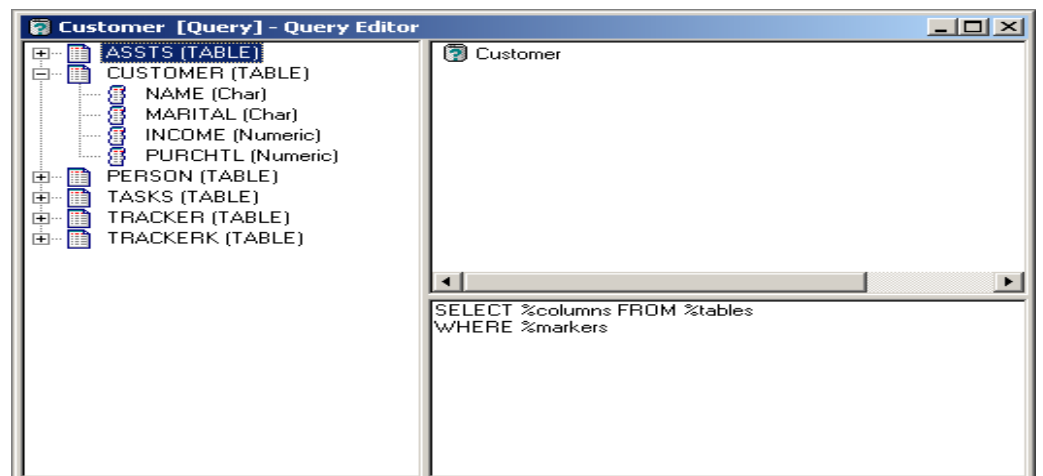 Customer [Query] - Query Editor
ASSTS (TABLE)
CUSTOMER (TABLE)
NAME (Char)
MARITAL (Char)
INCOME (Numeric)
PURCHTL (Numeric)
PERSON (TABLE)
TASKS (TABLE)
TRACKER (TABLE)
TRACKERK (TABLE)
Customer
SELECT %columns FROM %tables
WHERE %markers